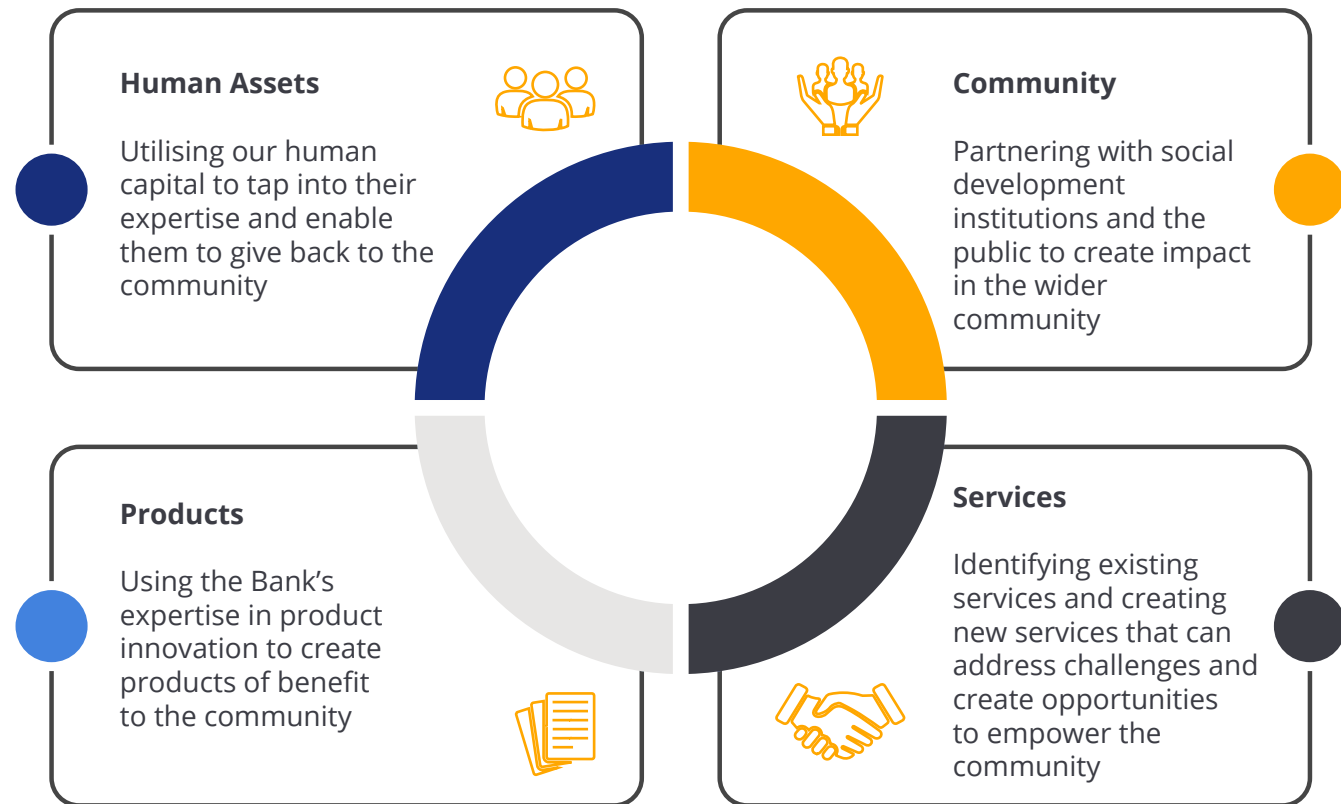 Human Assets
Utilising our human
capital to tap into their
expertise and enable
them to give back to the
community
Community
Partnering with social
development
institutions and the
public to create impact
in the wider
community
Products
Using the Bank’s
expertise in product
innovation to create
products of benefit
to the community
Services
Identifying existing
services and creating
new services that can
address challenges and
create opportunities
to empower the
community